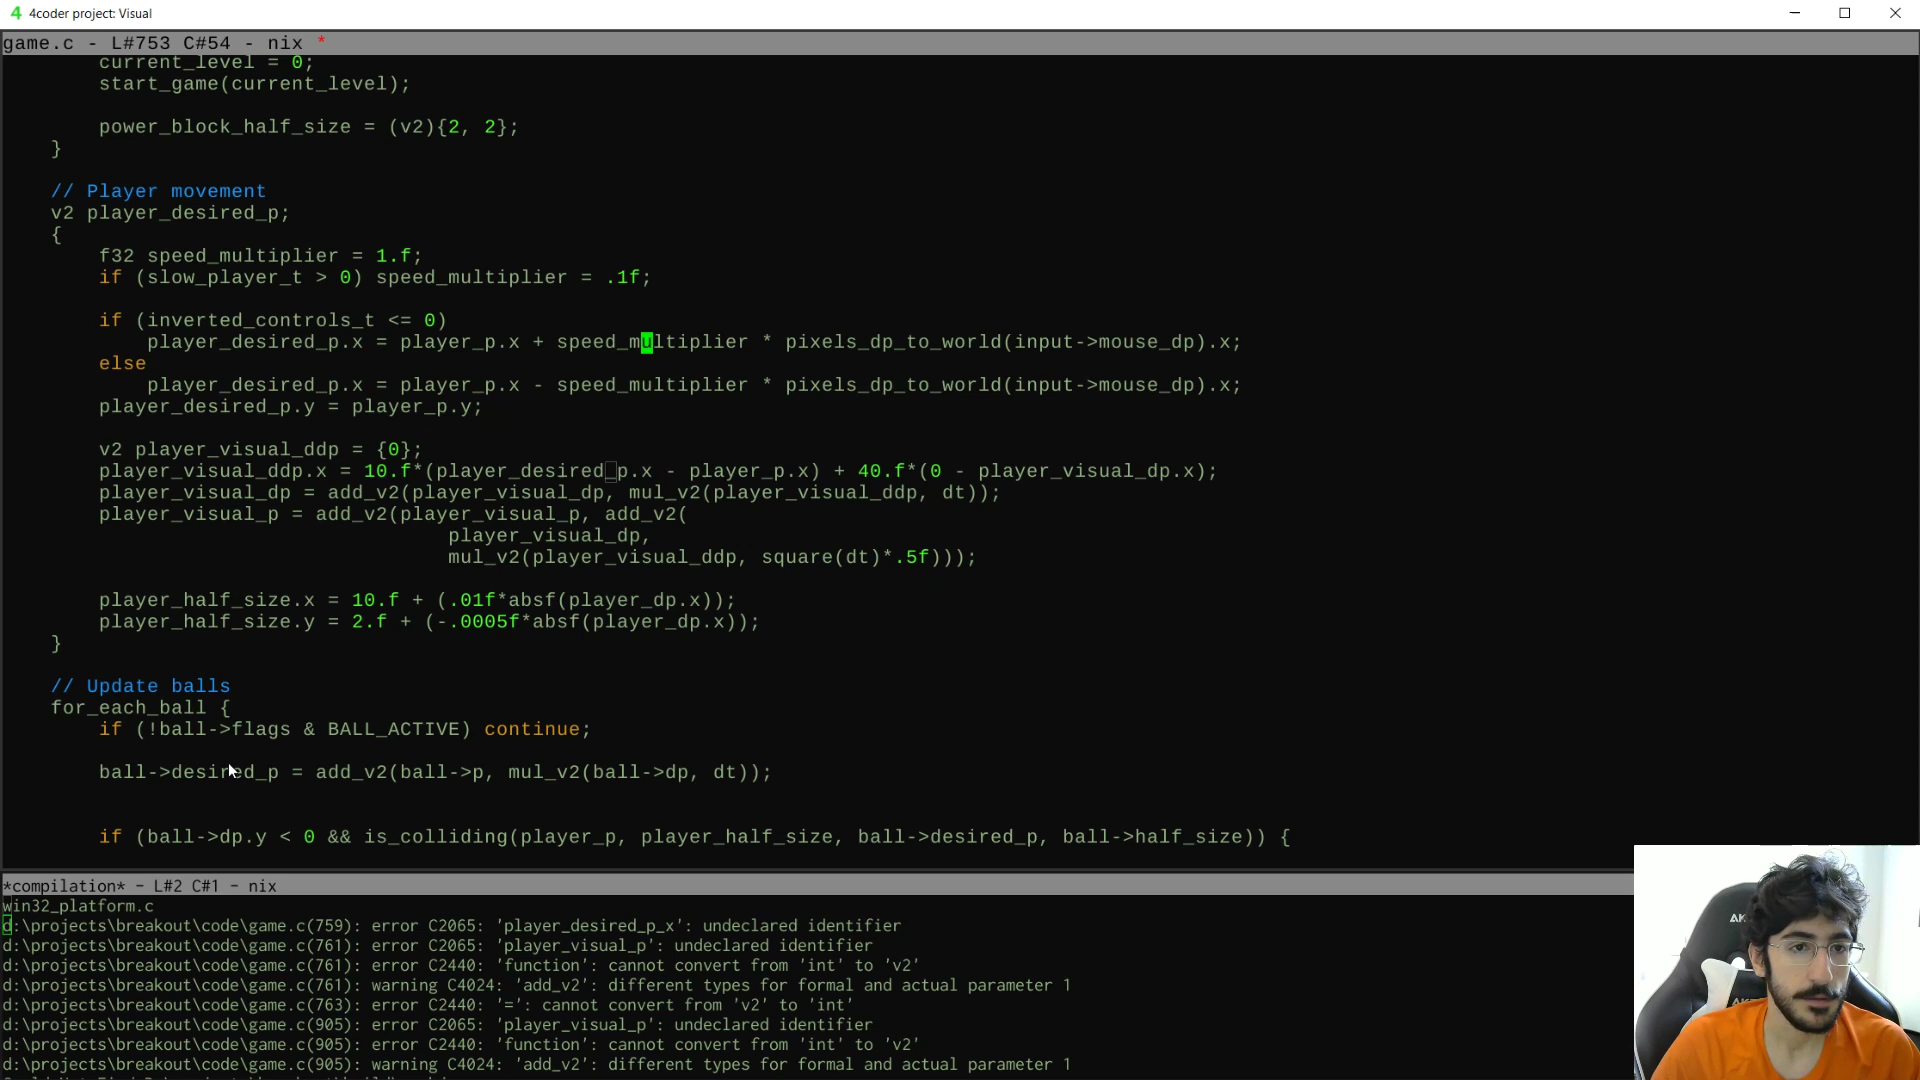 4 4coder project: Visual
game.c - L#753 C#54 - nix *
current_level = 0;
start_game(current_level);
power_block_half_size = (v2){2, 2};
}
// Player movement
v2 player_desired_p;
{
f32 speed_multiplier = 1.f;
if (slow_player_t > 0) speed_multiplier = .1f;
if (inverted_controls_t <= 0)
player_desired_p.x = player_p.x + speed_multiplier * pixels_dp_to_world(input->mouse_dp).x;
else
player_desired_p.x = player_p.x - speed_multiplier * pixels_dp_to_world(input->mouse_dp).x;
player_desired_p.y = player_p.y;
v2 player_visual_ddp = {0};
player_visual_ddp.x = 10.f*(player_desired_p.x - player_p.x) + 40.f*(0 - player_visual_dp.x);
player_visual_dp = add_v2(player_visual_dp, mul_v2(player_visual_ddp, dt));
player_visual_p = add_v2(player_visual_p, add_v2(
player_visual_dp,
mul_v2(player_visual_ddp, square(dt)*.5f)));
player_half_size.x = 10.f + (.01f*absf(player_dp.x));
player_half_size.y = 2.f + (-.0005f*absf(player_dp.x));
}
// Update balls
for_each_ball {
if (!ball->flags & BALL_ACTIVE) continue;
ball->desired_p = add_v2(ball->p, mul_v2(ball->dp, dt));
if (ball->dp.y < 0 && is_colliding(player_p, player_half_size, ball->desired_p, ball->half_size)) {
*compilation* - L#2 C#1 - nix
win32_platform.c
d:\projects\breakout\code\game.c(759): error C2065: 'player_desired_p_x': undeclared identifier
d:\projects\breakout\code\game.c(761): error C2065: 'player_visual_p': undeclared identifier
d:\projects\breakout\code\game.c(761): error C2440: 'function': cannot convert from 'int' to 'v2'
d:\projects\breakout\code\game.c(761): warning C4024: 'add_v2': different types for formal and actual parameter 1
d:\projects\breakout\code\game.c(763): error C2440: '=': cannot convert from 'v2' to 'int'
d:\projects\breakout\code\game.c(905): error C2065: 'player_visual_p': undeclared identifier
d:\projects\breakout\code\game.c(905): error C2440: 'function': cannot convert from 'int' to 'v2'
d:\projects\breakout\code\game.c(905): warning C4024: 'add_v2': different types for formal and actual parameter 1